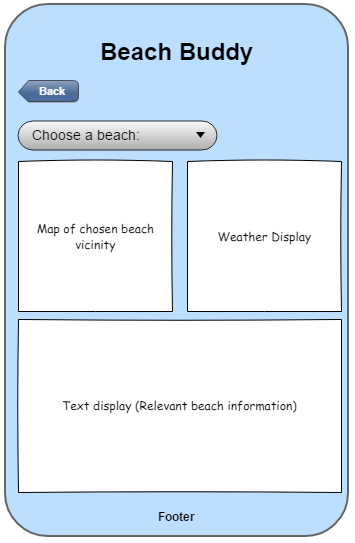 Beach Buddy
Back
Choose a beach:
Map of chosen beach
vicinity
Weather Display
Text display (Relevant beach information)
Footer